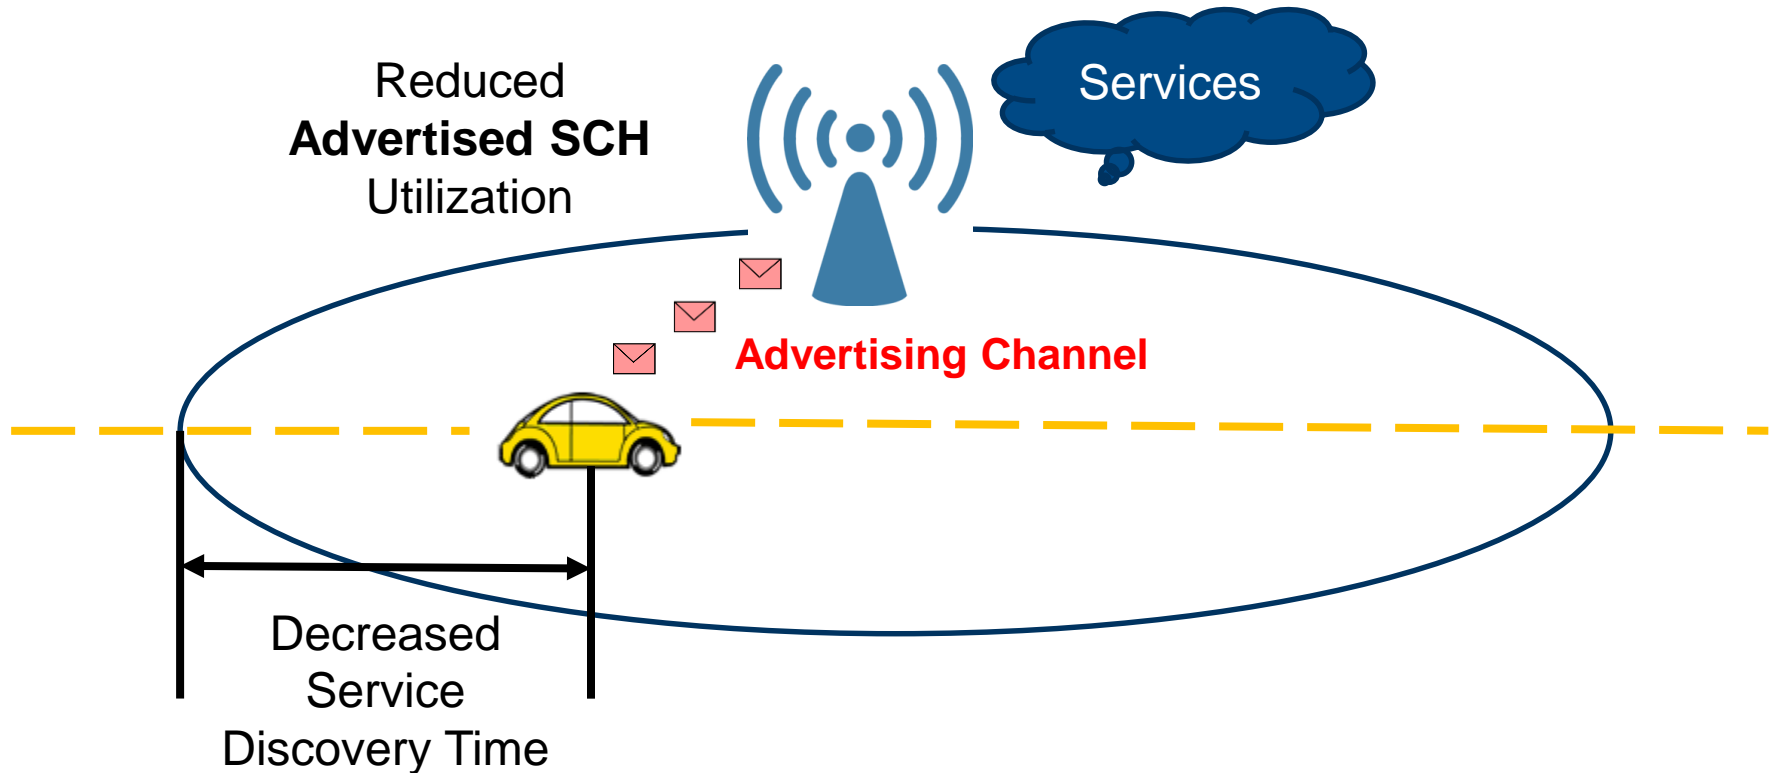 Reduced
Advertised SCH
Utilization
Services
Advertising Channel
Decreased
Service
Discovery Time